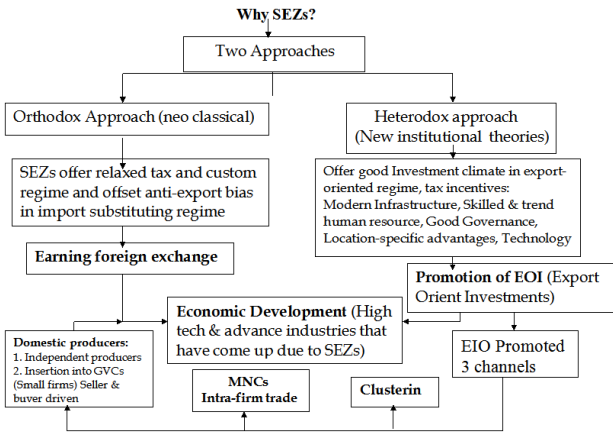 Why SEZs?
Two Approaches
Orthodox Approach (neo classical)
Heterodox approach
(New institutional theories)
SEZs offer relaxed tax and custom
regime and offset anti-export bias
in import substituting regime
Offer good Investment climate in export-
oriented regime, tax incentives:
Modern Infrastructure, Skilled & trend
human resource, Good Governance,
Location-specific advantages, Technology
Earning foreign exchange
Promotion of EOI (Export
Orient Investments)
Economic Development (High
tech & advance industries that
have come up due to SEZs)
Domestic producers:
1. Independent producers
2. Insertion into GVCs
(Small firms) Seller &
buyer driven
EIO Promoted
3 channels
MNCs
Intra-firm trade
Clusterin